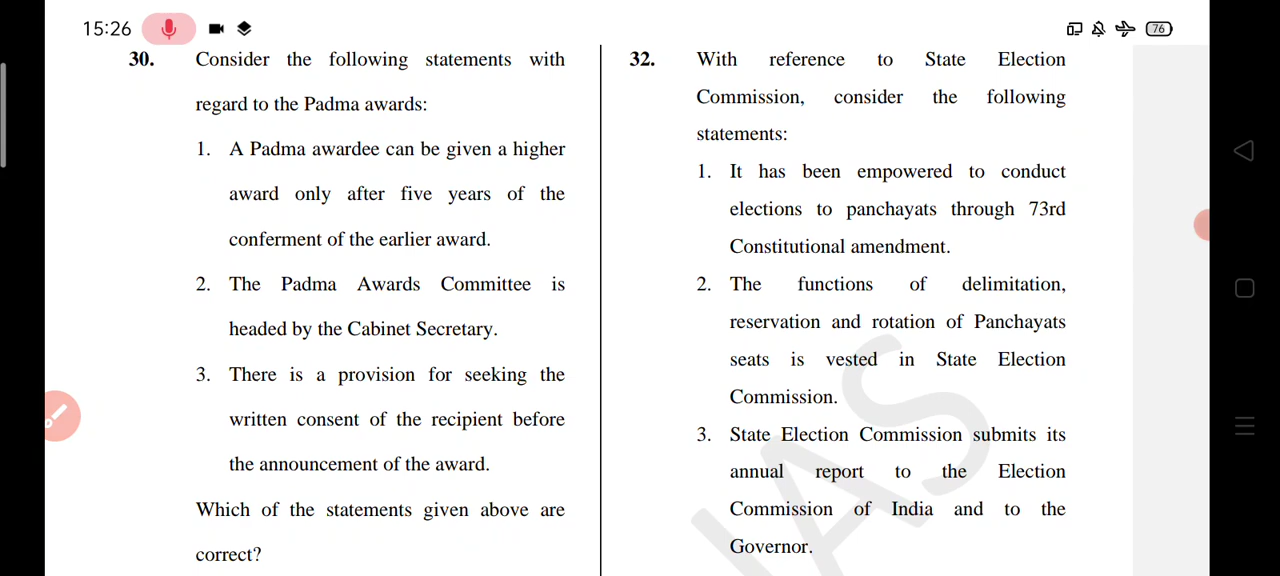 15:26
76
30. Consider the following statements with
regard to the Padma awards:
1. A Padma awardee can be given a higher
award only after five years of the
conferment of the earlier award.
2. The Padma Awards Committee is
headed by the Cabinet Secretary.
3. There is a provision for seeking the
written consent of the recipient before
the announcement of the award.
Which of the statements given above are
correct?
32. With reference to State Election
Commission, consider the following
statements:
1. It has been empowered to conduct
elections to panchayats through 73rd
Constitutional amendment.
2. The functions of delimitation,
reservation and rotation of Panchayats
seats is vested in State Election
Commission.
3. State Election Commission submits its
annual report to the Election
Commission of India and to the
Governor.
IAS